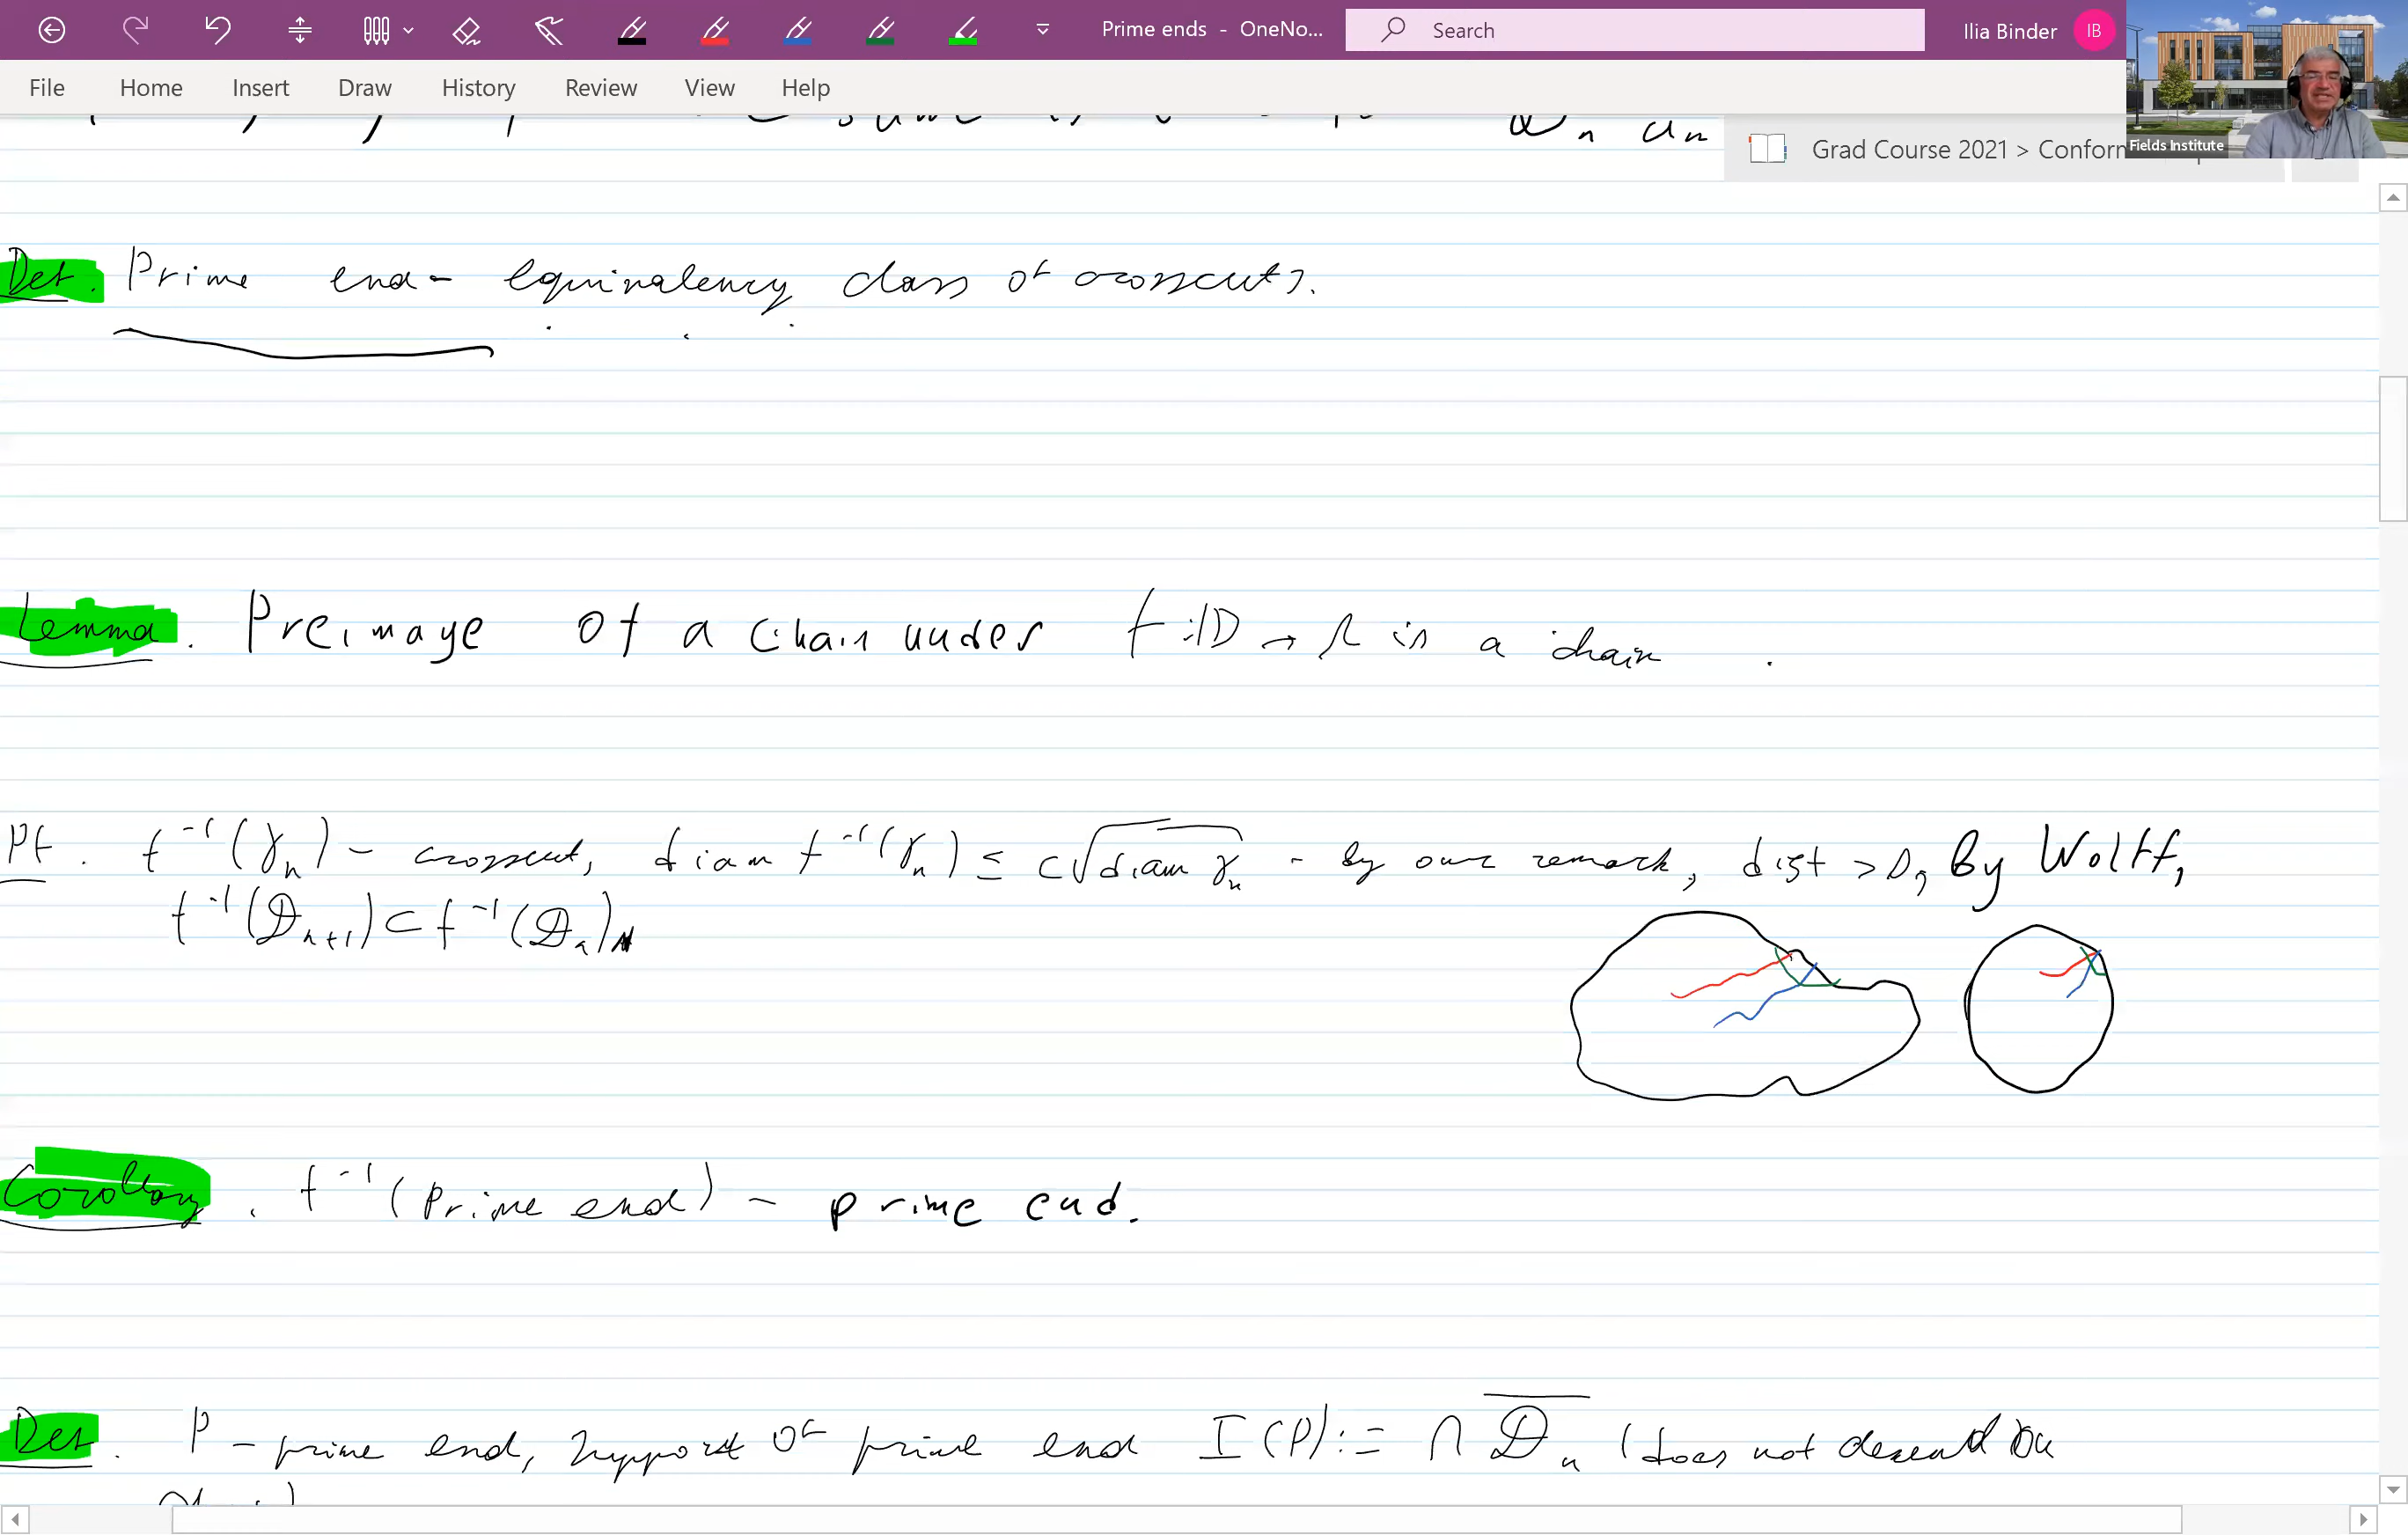 Prime ends - OneNo...
Search
Ilia Binder
IB
File Home Insert Draw History Review View Help
Grad Course 2021 > Conform
Fields Institute
Def. Prime end - equivalency class of crosscuts.
Lemma. Preimage of a chain under f: 𝔻 → Ω is a chain.
Pf. f⁻¹(γₙ) - crosscut, diam f⁻¹(γₙ) ≤ c√diam γₙ - by our remark, dist > 0, By Wolff,
f⁻¹(𝒟ₙ₊₁) ⊂ f⁻¹(𝒟ₙ)
Corollary. f⁻¹(Prime end) - prime end.
Def. P - prime end, support of prime end I(P) := ∩ 𝒟̅ₙ (does not depend on